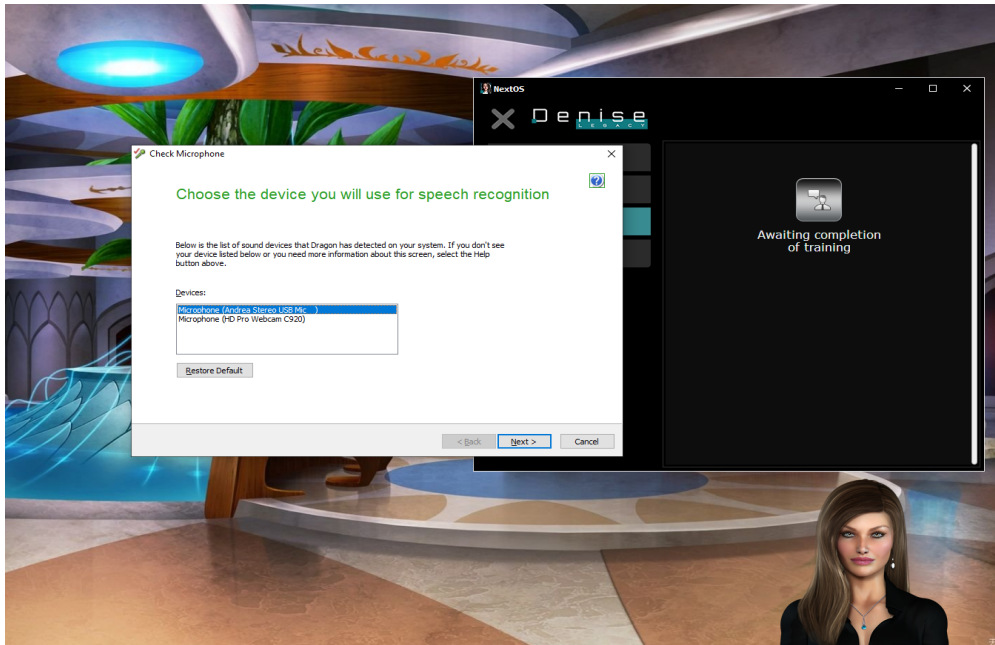 NextOS
Denise
LEGACY
Check Microphone
Choose the device you will use for speech recognition
Below is the list of sound devices that Dragon has detected on your system. If you don't see
your device listed below or you need more information about this screen, select the Help
button above.
Devices:
Microphone (Andrea Stereo USB Mic )
Microphone (HD Pro Webcam C920)
Restore Default
< Back
Next >
Cancel
Awaiting completion
of training